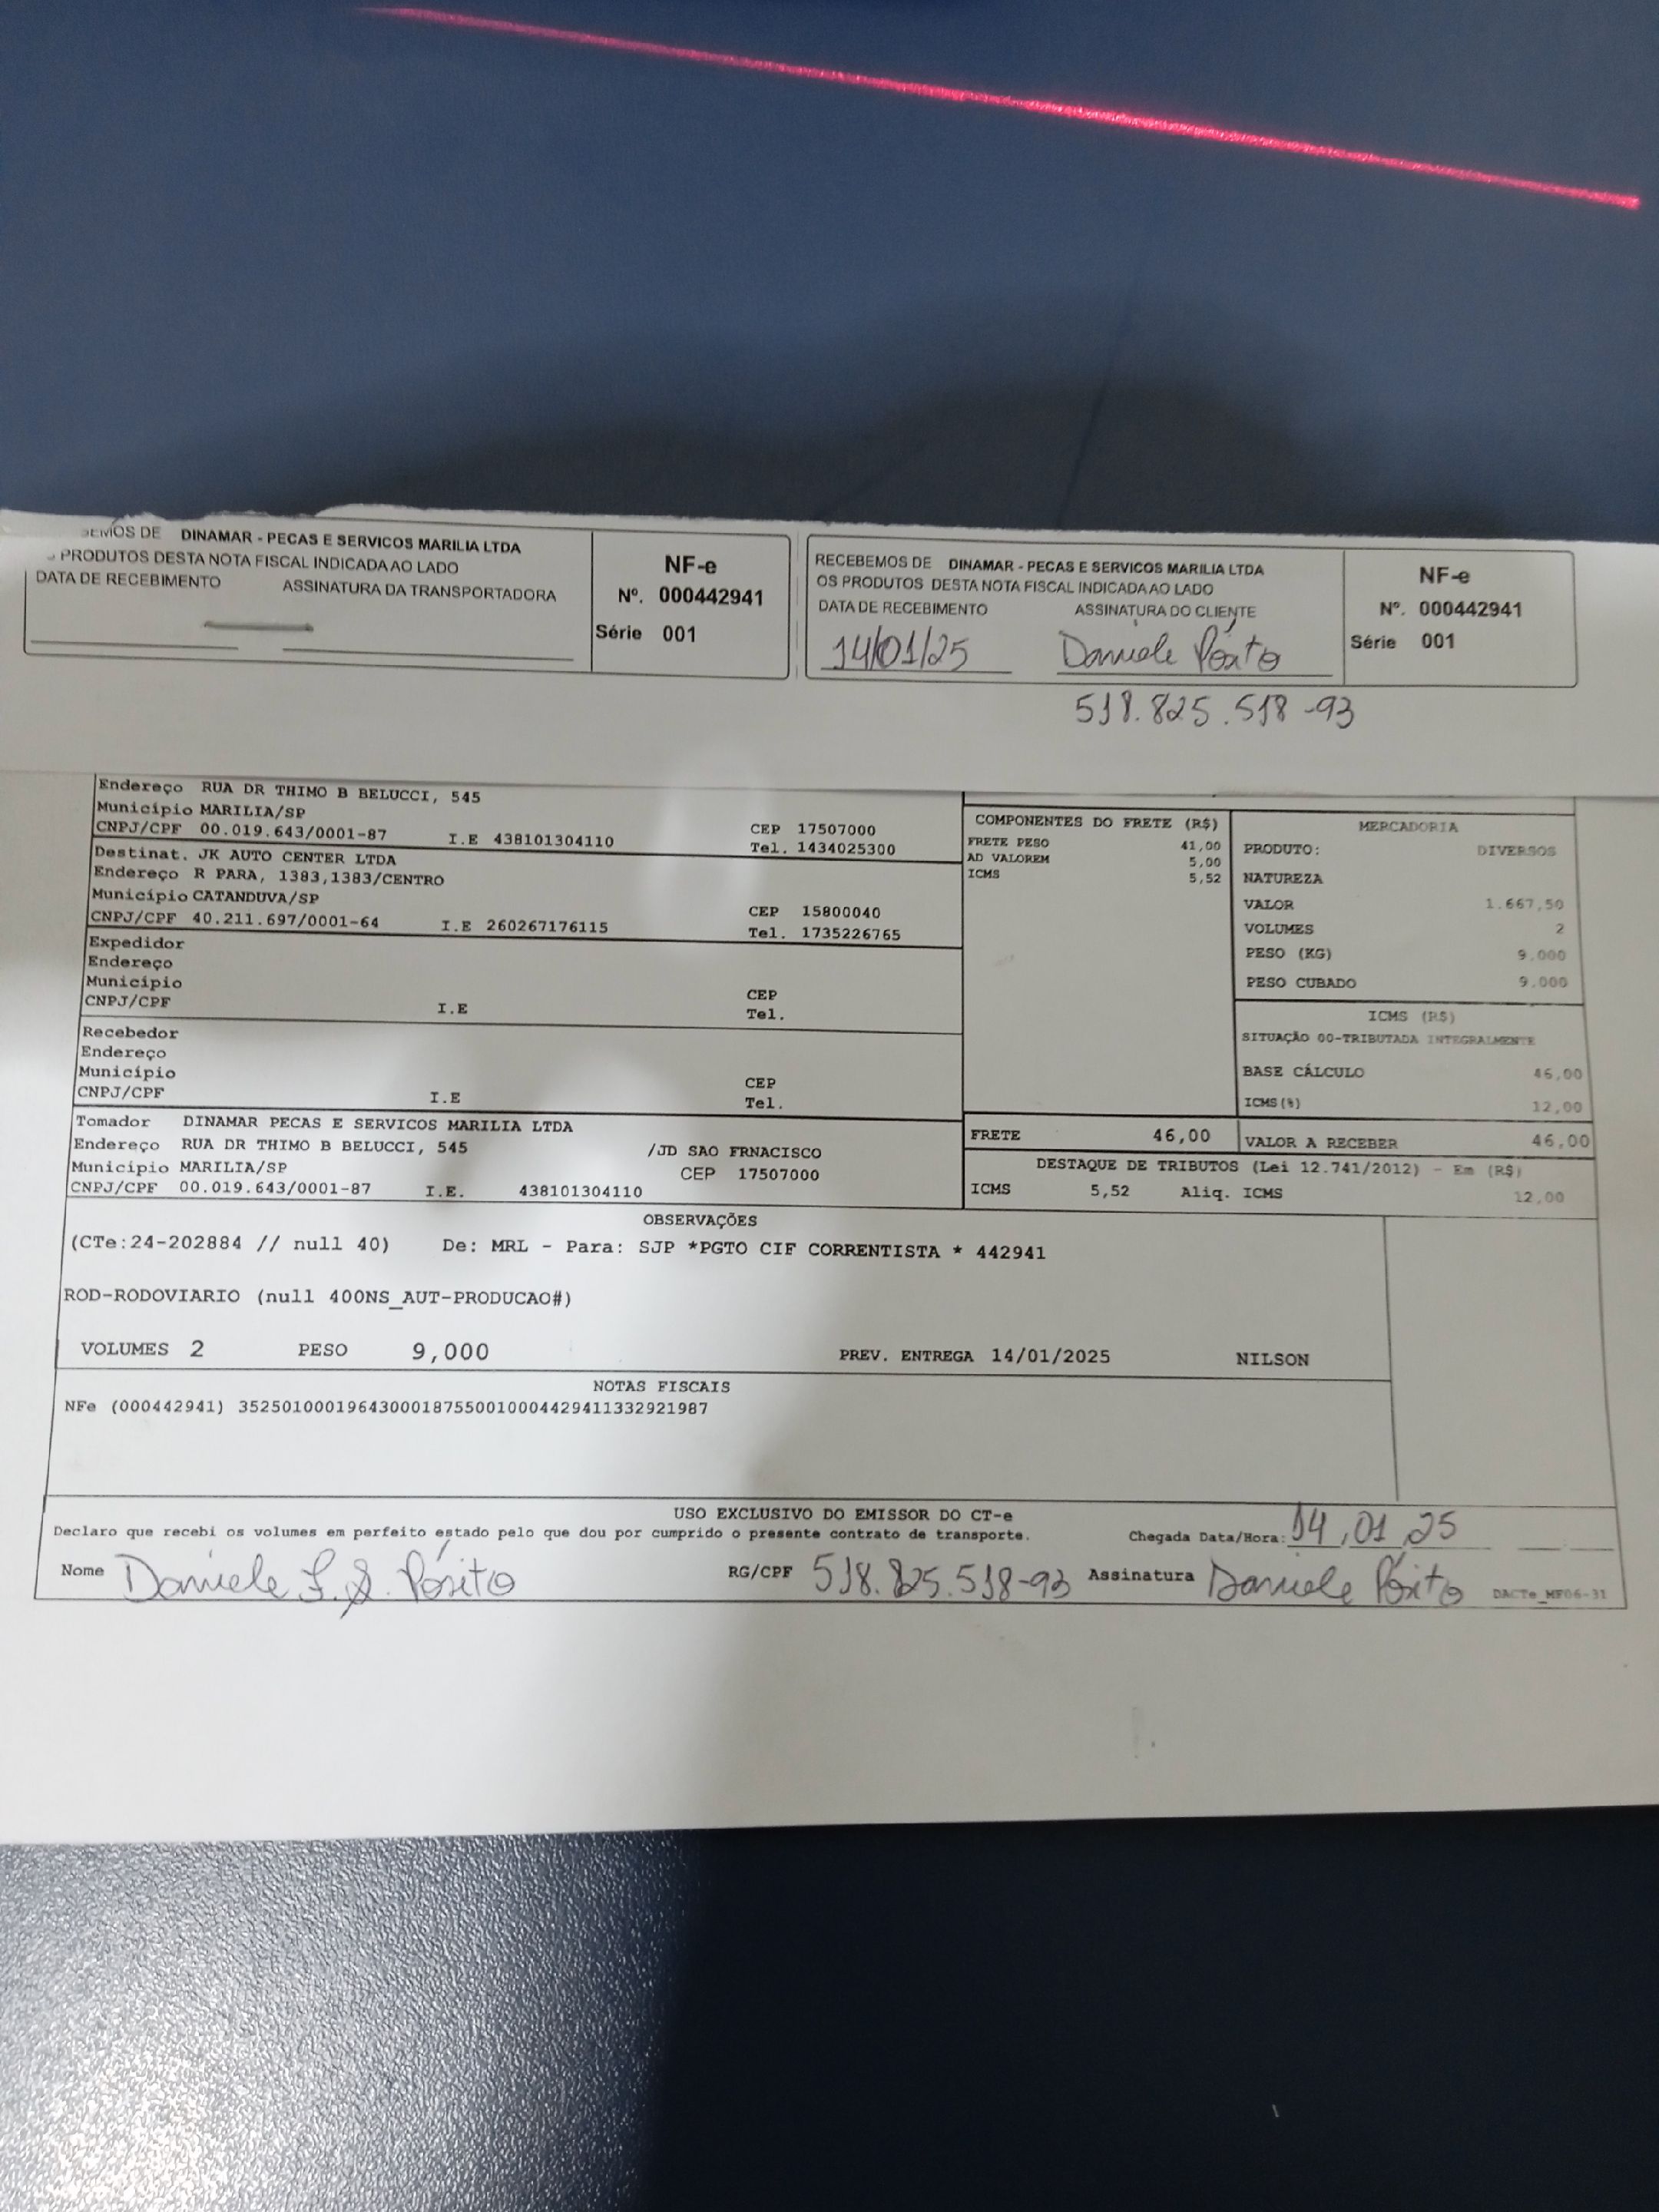 EMOS DE DINAMAR - PECAS E SERVICOS MARILIA LTDA
PRODUTOS DESTA NOTA FISCAL INDICADA AO LADO
DATA DE RECEBIMENTO ASSINATURA DA TRANSPORTADORA
NF-e
Nº. 000442941
Série 001
RECEBEMOS DE DINAMAR - PECAS E SERVICOS MARILIA LTDA
OS PRODUTOS DESTA NOTA FISCAL INDICADA AO LADO
DATA DE RECEBIMENTO ASSINATURA DO CLIENTE
14/01/25 Daniele Pósito
518.825.518-93
NF-e
Nº. 000442941
Série 001
Endereço RUA DR THIMO B BELUCCI, 545
Município MARILIA/SP CEP 17507000
CNPJ/CPF 00.019.643/0001-87 I.E 438101304110 Tel. 1434025300
Destinat. JK AUTO CENTER LTDA
Endereço R PARA, 1383,1383/CENTRO
Município CATANDUVA/SP CEP 15800040
CNPJ/CPF 40.211.697/0001-64 I.E 260267176115 Tel. 1735226765
Expedidor
Endereço
Município CEP
CNPJ/CPF I.E Tel.
Recebedor
Endereço
Município CEP
CNPJ/CPF I.E Tel.
Tomador DINAMAR PECAS E SERVICOS MARILIA LTDA
Endereço RUA DR THIMO B BELUCCI, 545 /JD SAO FRNACISCO
Município MARILIA/SP CEP 17507000
CNPJ/CPF 00.019.643/0001-87 I.E. 438101304110
COMPONENTES DO FRETE (R$)
FRETE PESO 41,00
AD VALOREM 5,00
ICMS 5,52
MERCADORIA
PRODUTO: DIVERSOS
NATUREZA
VALOR 1.667,50
VOLUMES 2
PESO (KG) 9.000
PESO CUBADO 9.000
ICMS (R$)
SITUAÇÃO 00-TRIBUTADA INTEGRALMENTE
BASE CÁLCULO 46,00
ICMS(%) 12,00
FRETE 46,00 VALOR A RECEBER 46,00
DESTAQUE DE TRIBUTOS (Lei 12.741/2012) - Em (R$)
ICMS 5,52 Aliq. ICMS 12,00
OBSERVAÇÕES
(CTe:24-202884 // null 40) De: MRL - Para: SJP *PGTO CIF CORRENTISTA * 442941
ROD-RODOVIARIO (null 400NS_AUT-PRODUCAO#)
VOLUMES 2 PESO 9,000 PREV. ENTREGA 14/01/2025 NILSON
NOTAS FISCAIS
NFe (000442941) 35250100019643000187550010004429411332921987
USO EXCLUSIVO DO EMISSOR DO CT-e
Declaro que recebi os volumes em perfeito estado pelo que dou por cumprido o presente contrato de transporte. Chegada Data/Hora: 14,01,25
Nome Daniele F. S. Pósito RG/CPF 518.825.518-93 Assinatura Daniele Pósito DACTe_MF06-31